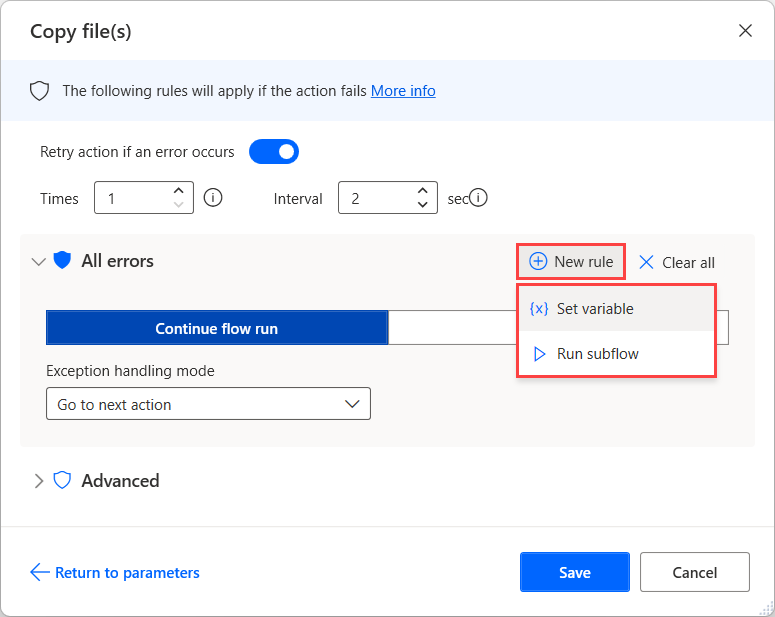 Copy file(s)
The following rules will apply if the action fails More info
Retry action if an error occurs
Times 1 Interval 2 sec
All errors New rule Clear all
{x} Set variable
Continue flow run
Run subflow
Exception handling mode
Go to next action
Advanced
Return to parameters Save Cancel